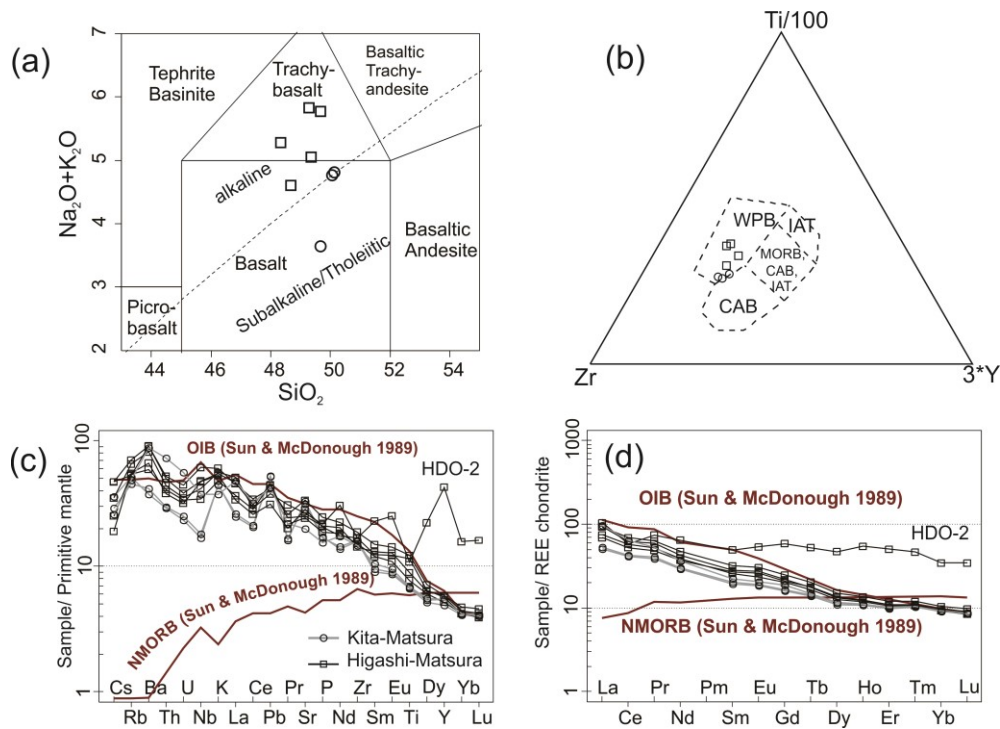 (a)
7
6
5
4
3
2
Na2O+K2O
44
46
48
50
52
54
SiO2
Tephrite
Basinite
Trachy-
basalt
Basaltic
Trachy-
andesite
alkaline
Basalt
Subalkaline/Tholeiitic
Basaltic
Andesite
Picro-
basalt
(b)
Ti/100
WPB
IAT
MORB,
CAB,
IAT
CAB
Zr
3*Y
(c)
100
10
1
Sample/ Primitive mantle
OIB (Sun & McDonough 1989)
HDO-2
NMORB (Sun & McDonough 1989)
Kita-Matsura
Higashi-Matsura
Cs Ba U K Ce Pr P Zr Eu Dy Yb
Rb Th Nb La Pb Sr Nd Sm Ti Y Lu
(d)
1000
100
10
1
Sample/ REE chondrite
OIB (Sun & McDonough 1989)
HDO-2
NMORB (Sun & McDonough 1989)
La Pr Pm Eu Tb Ho Tm Lu
Ce Nd Sm Gd Dy Er Yb